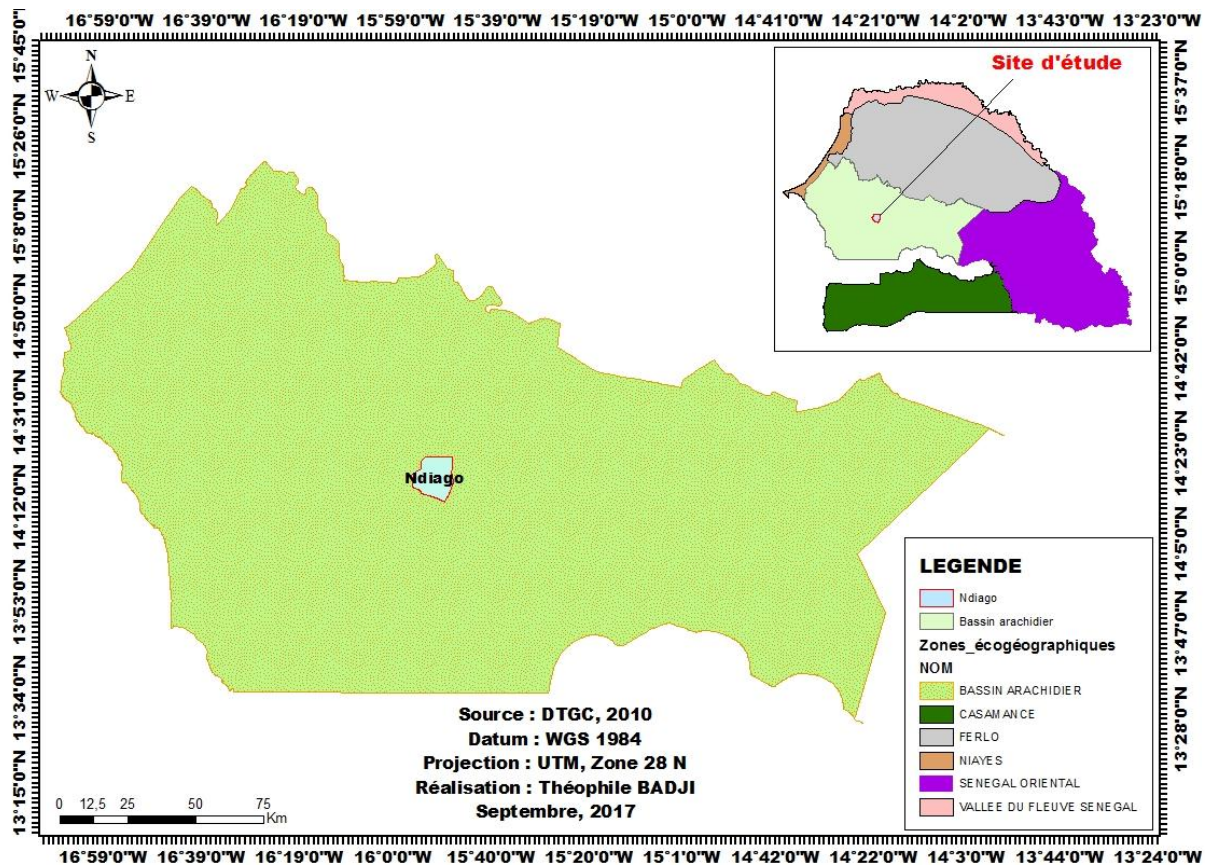 16°59'0"W 16°39'0"W 16°19'0"W 15°59'0"W 15°39'0"W 15°19'0"W 15°0'0"W 14°41'0"W 14°21'0"W 14°2'0"W 13°43'0"W 13°23'0"W
15°45'0"N
15°26'0"N
15°8'0"N
14°50'0"N
14°31'0"N
14°12'0"N
13°53'0"N
13°34'0"N
13°15'0"N
N
W
E
S
Site d'étude
15°37'0"N
15°18'0"N
15°0'0"N
14°42'0"N
14°23'0"N
14°5'0"N
13°47'0"N
13°28'0"N
Ndiago
LEGENDE
Ndiago
Bassin arachidier
Zones_écogéographiques
NOM
BASSIN ARACHIDIER
CASAMANCE
FERLO
NIAYES
SENEGAL ORIENTAL
VALLEE DU FLEUVE SENEGAL
Source : DTGC, 2010
Datum : WGS 1984
Projection : UTM, Zone 28 N
Réalisation : Théophile BADJI
Septembre, 2017
0 12,5 25 50 75
Km
16°59'0"W 16°39'0"W 16°19'0"W 16°0'0"W 15°40'0"W 15°20'0"W 15°1'0"W 14°42'0"W 14°22'0"W 14°3'0"W 13°44'0"W 13°24'0"W